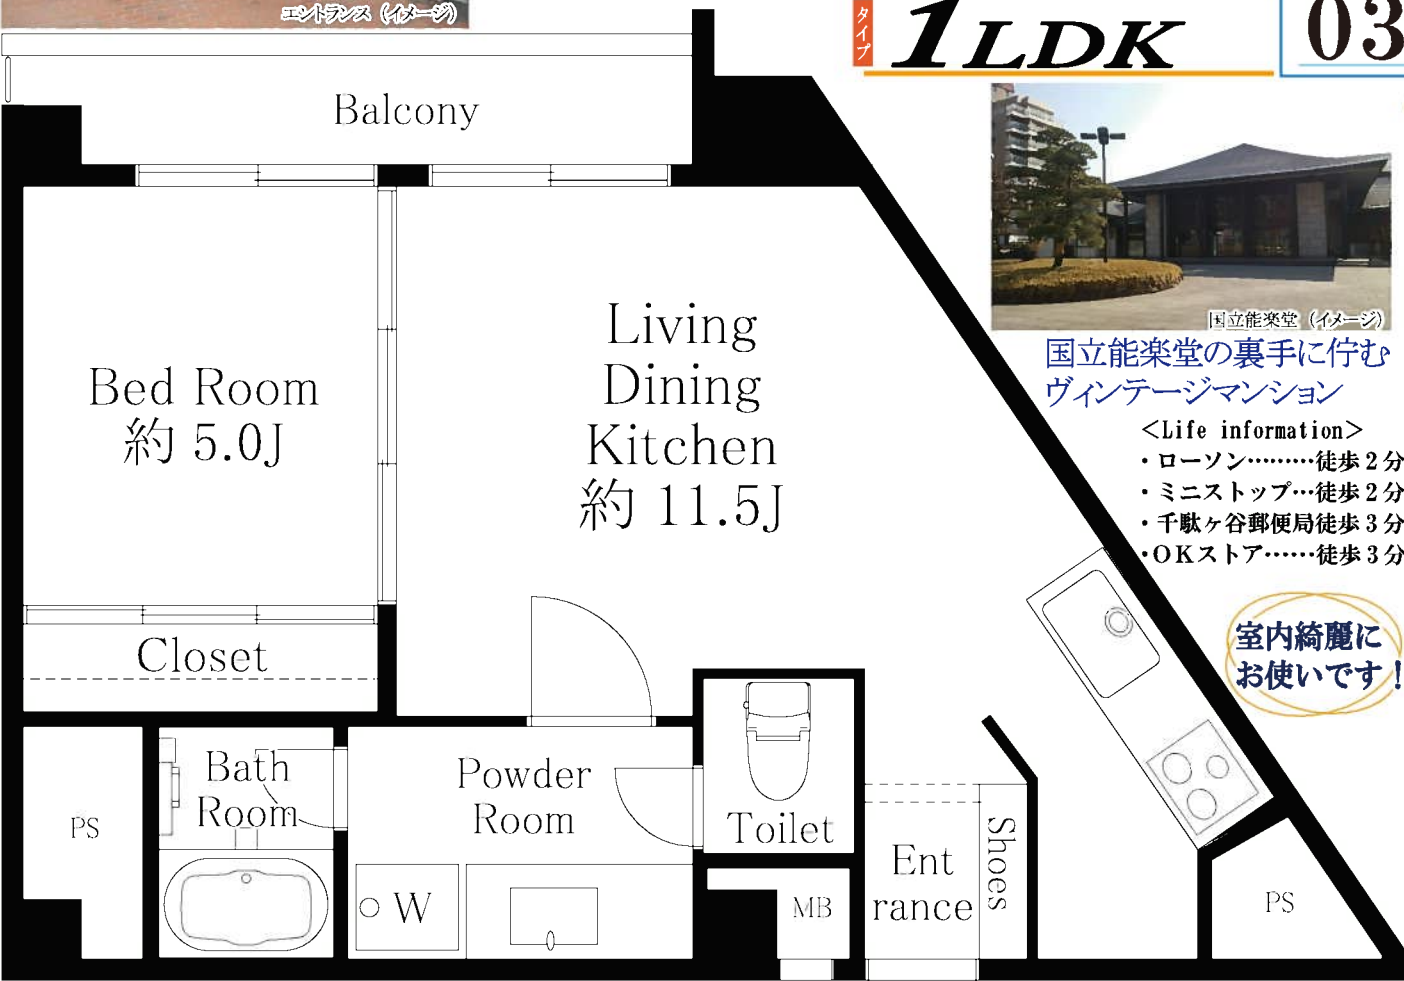 エントランス (イメージ)
タイプ
1LDK
03
Balcony
国立能楽堂 (イメージ)
国立能楽堂の裏手に佇む
ヴィンテージマンション
<Life information>
・ローソン………徒歩2分
・ミニストップ…徒歩2分
・千駄ヶ谷郵便局徒歩3分
・OKストア……徒歩3分
室内綺麗に
お使いです!
Living
Dining
Kitchen
約 11.5J
Bed Room
約 5.0J
Closet
PS
Bath
Room
Powder
Room
Toilet
W
MB
Ent
rance
Shoes
PS